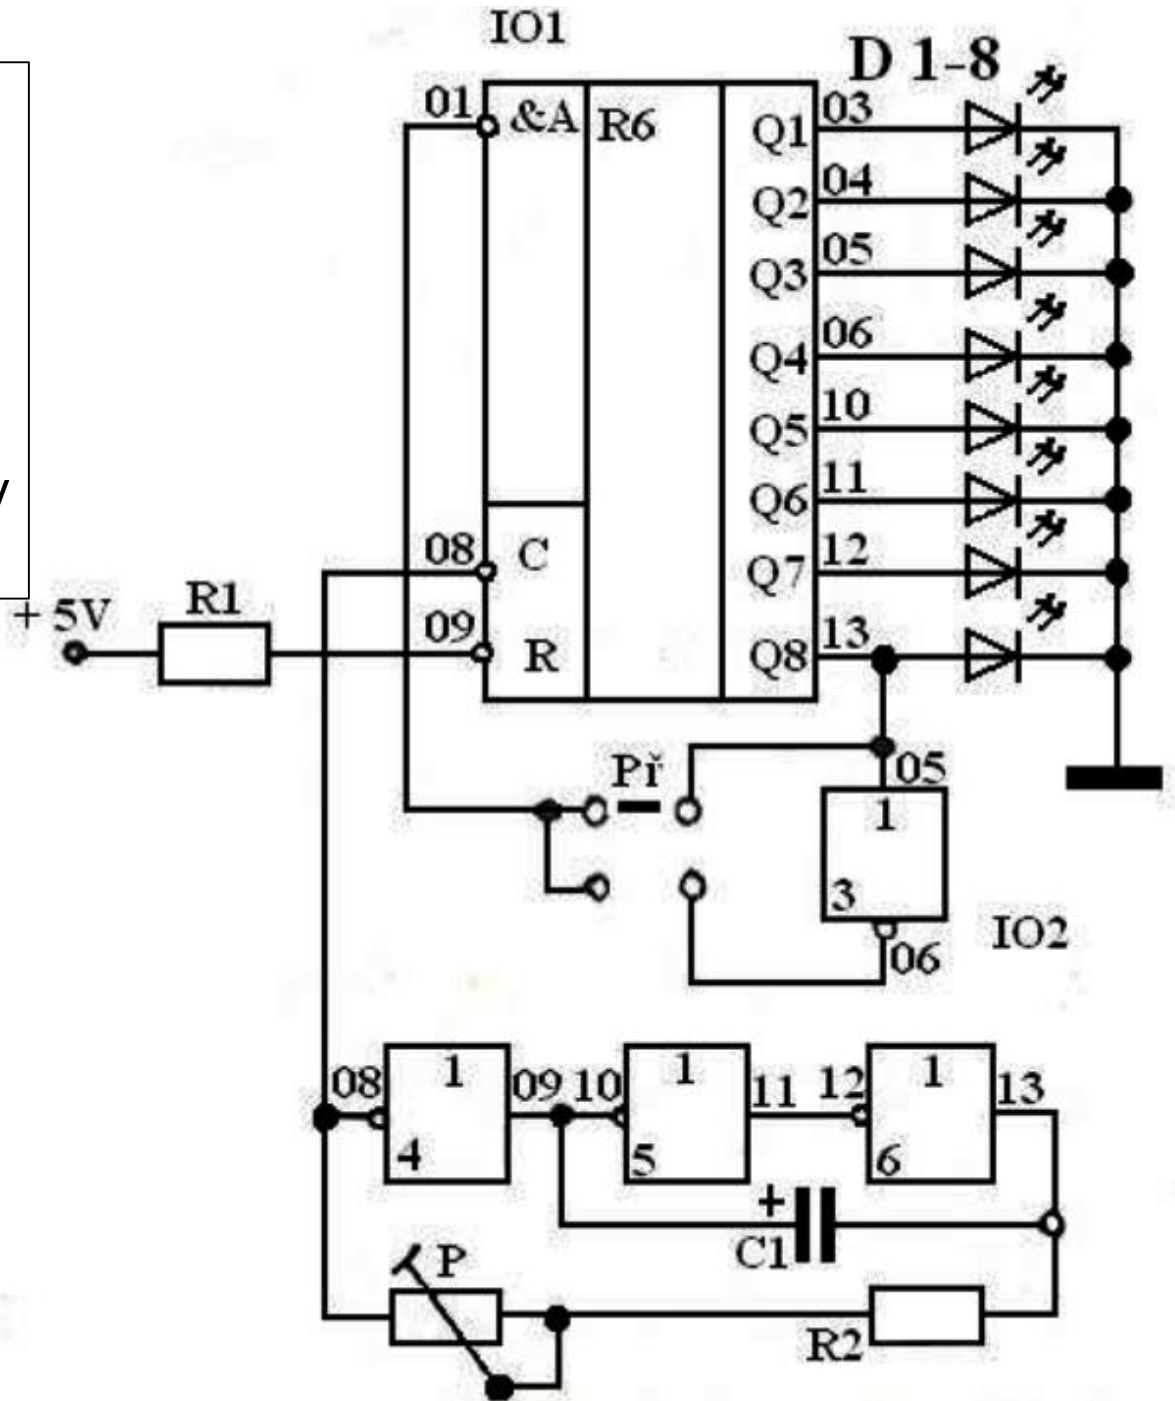 IO1
D 1-8
01 &A R6 Q1 03
Q2 04
Q3 05
Q4 06
Q5 10
Q6 11
08 C Q7 12
y
+ 5V R1 09 R Q8 13
Př 05
1
3
IO2
06
08 1 09 10 1 11 12 1 13
4 5 6
+
C1
P
R2